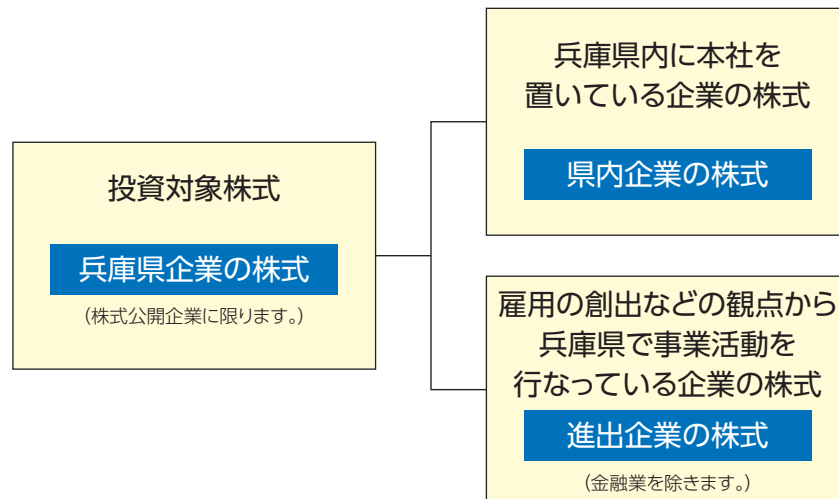 投資対象株式
兵庫県企業の株式
(株式公開企業に限ります。)
兵庫県内に本社を
置いている企業の株式
県内企業の株式
雇用の創出などの観点から
兵庫県で事業活動を
行なっている企業の株式
進出企業の株式
(金融業を除きます。)